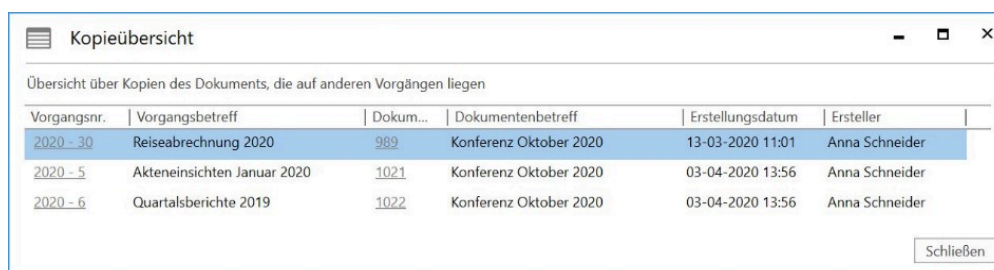 Kopieübersicht
Übersicht über Kopien des Dokuments, die auf anderen Vorgängen liegen
Vorgangsnr. Vorgangsbetreff Dokum... Dokumentenbetreff Erstellungsdatum Ersteller
2020 - 30 Reiseabrechnung 2020 989 Konferenz Oktober 2020 13-03-2020 11:01 Anna Schneider
2020 - 5 Akteneinsichten Januar 2020 1021 Konferenz Oktober 2020 03-04-2020 13:56 Anna Schneider
2020 - 6 Quartalsberichte 2019 1022 Konferenz Oktober 2020 03-04-2020 13:56 Anna Schneider
Schließen